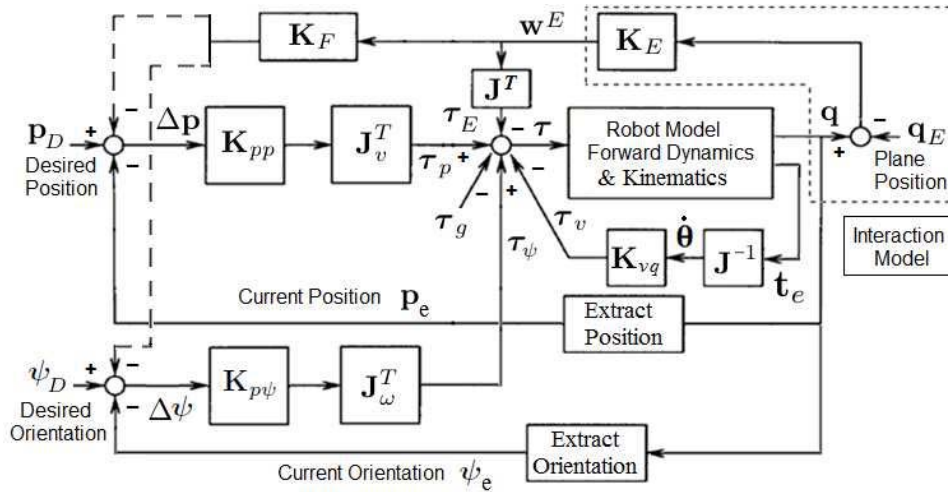 K_F
w^E
K_E
J^T
p_D
+
−
−
Δp
K_pp
J_v^T
τ_p
+
τ_E
−
τ
−
−
+
Robot Model
Forward Dynamics
& Kinematics
q
+
−
q_E
Plane
Position
Desired
Position
τ_g
τ_ψ
τ_v
K_vq
θ̇
J^{-1}
t_e
Interaction
Model
Current Position p_e
Extract
Position
ψ_D
+
−
−
Δψ
K_pψ
J_ω^T
Desired
Orientation
Current Orientation ψ_e
Extract
Orientation